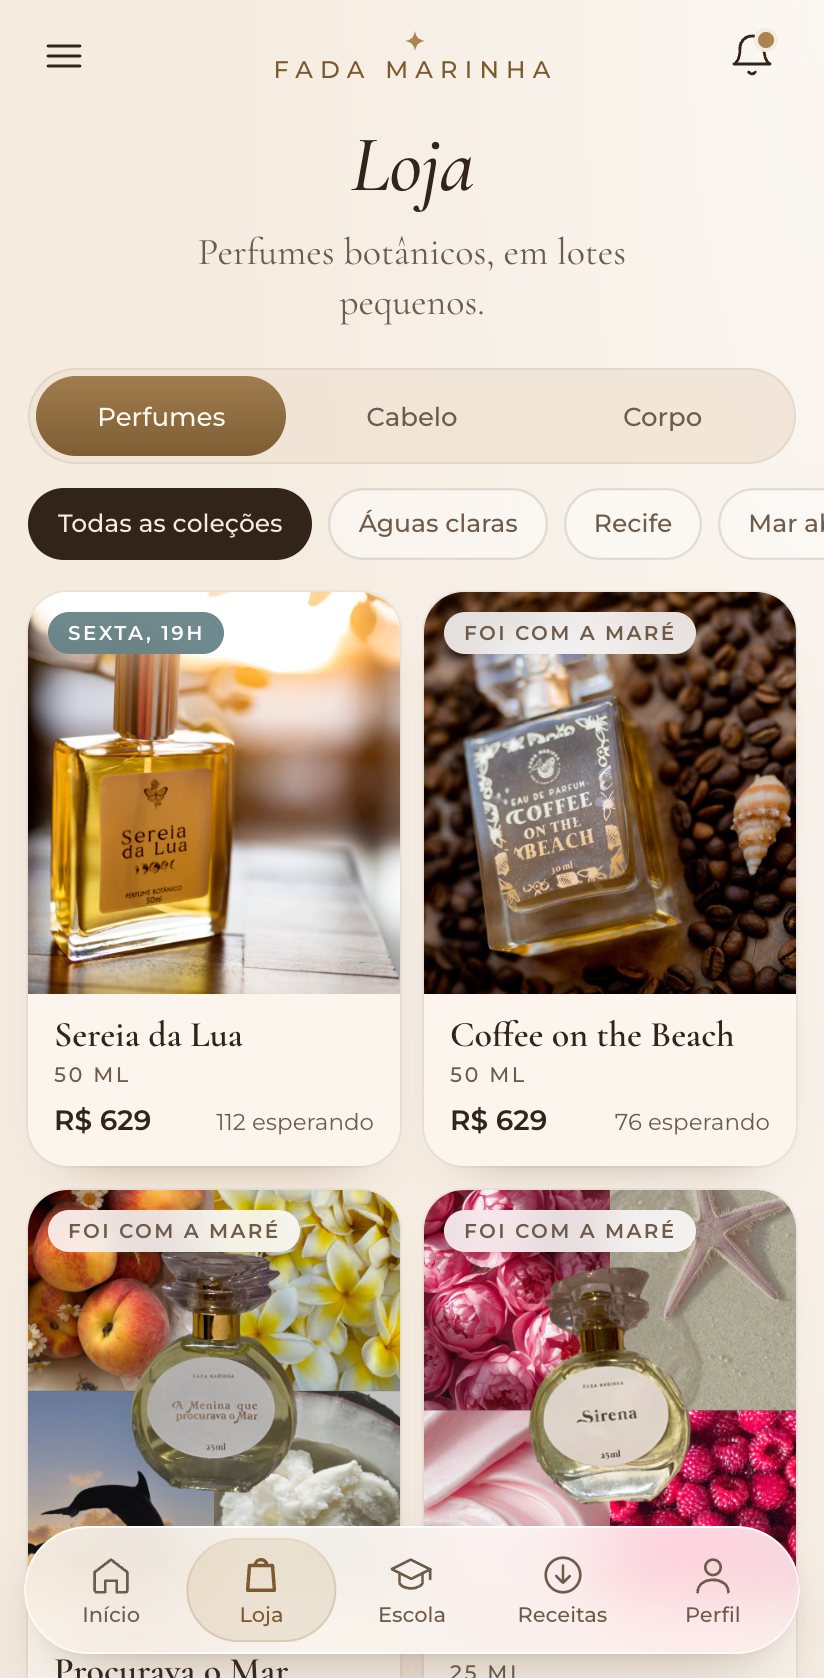 FADA MARINHA
Loja
Perfumes botânicos, em lotes
pequenos.
Perfumes
Cabelo
Corpo
Todas as coleções
Águas claras
Recife
Mar
SEXTA, 19H
Sereia
da Lua
PERFUME BOTÂNICO
50ml
Sereia da Lua
50 ML
R$ 629
112 esperando
FOI COM A MARÉ
EAU DE PARFUM
COFFEE
ON THE
BEACH
30 ml
Coffee on the Beach
50 ML
R$ 629
76 esperando
FOI COM A MARÉ
FADA MARINHA
A Menina que
procurava o Mar
25ml
Procurava o Mar
FOI COM A MARÉ
FADA MARINHA
Sirena
25ml
25 ML
Início
Loja
Escola
Receitas
Perfil